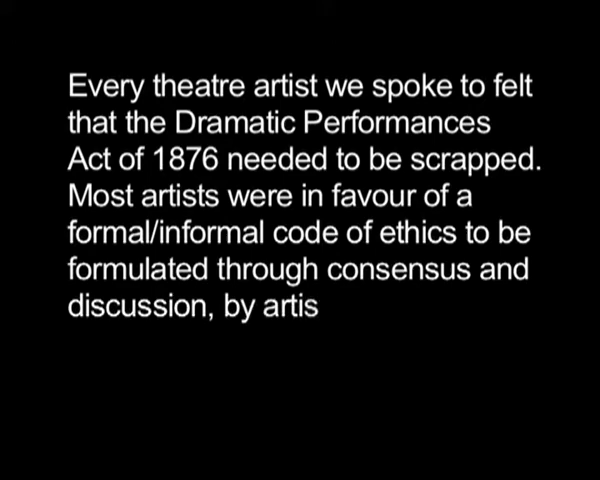 Every theatre artist we spoke to felt
that the Dramatic Performances
Act of 1876 needed to be scrapped.
Most artists were in favour of a
formal/informal code of ethics to be
formulated through consensus and
discussion, by artis